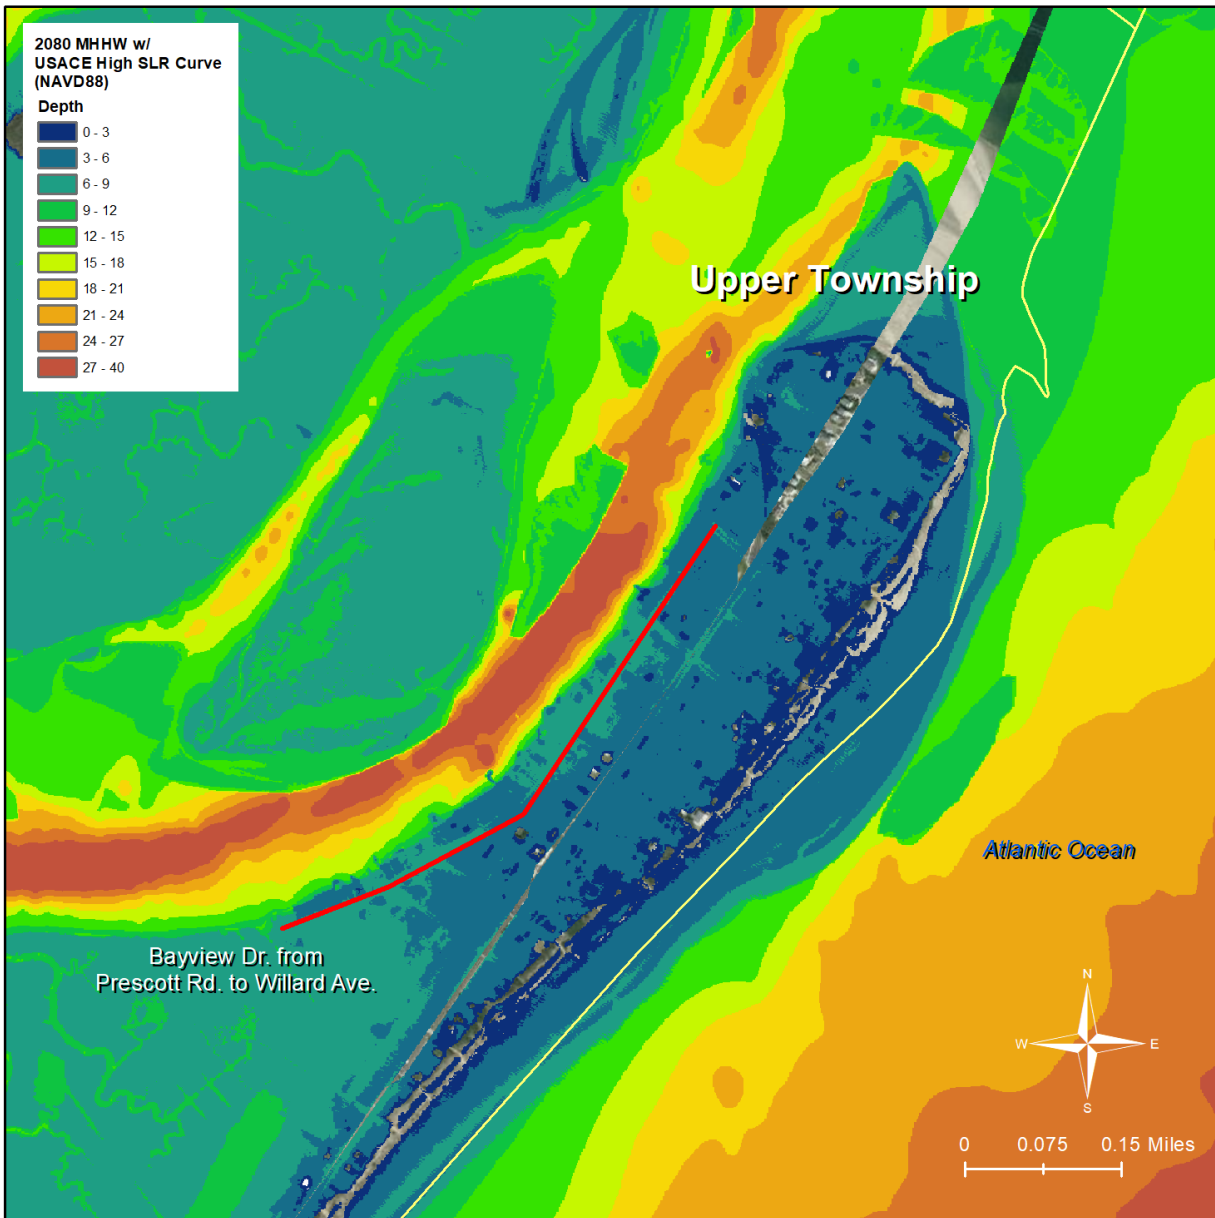 2080 MHHW w/
USACE High SLR Curve
(NAVD88)
Depth
0 - 3
3 - 6
6 - 9
9 - 12
12 - 15
15 - 18
18 - 21
21 - 24
24 - 27
27 - 40
Upper Township
Atlantic Ocean
Bayview Dr. from
Prescott Rd. to Willard Ave.
N
W E
S
0 0.075 0.15 Miles